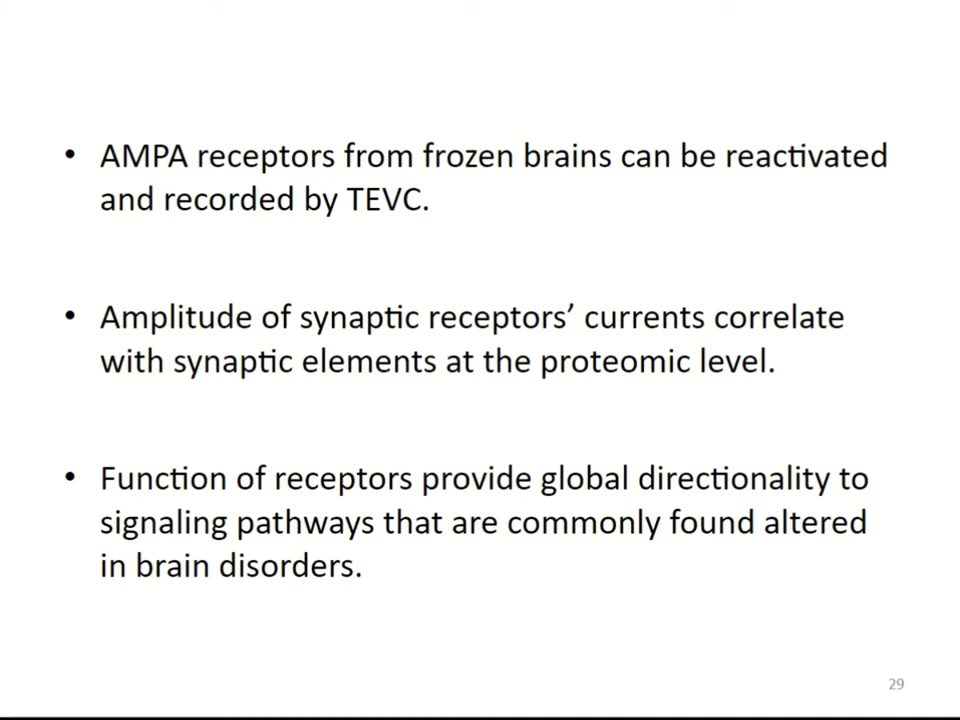 • AMPA receptors from frozen brains can be reactivated
and recorded by TEVC.
• Amplitude of synaptic receptors’ currents correlate
with synaptic elements at the proteomic level.
• Function of receptors provide global directionality to
signaling pathways that are commonly found altered
in brain disorders.
29